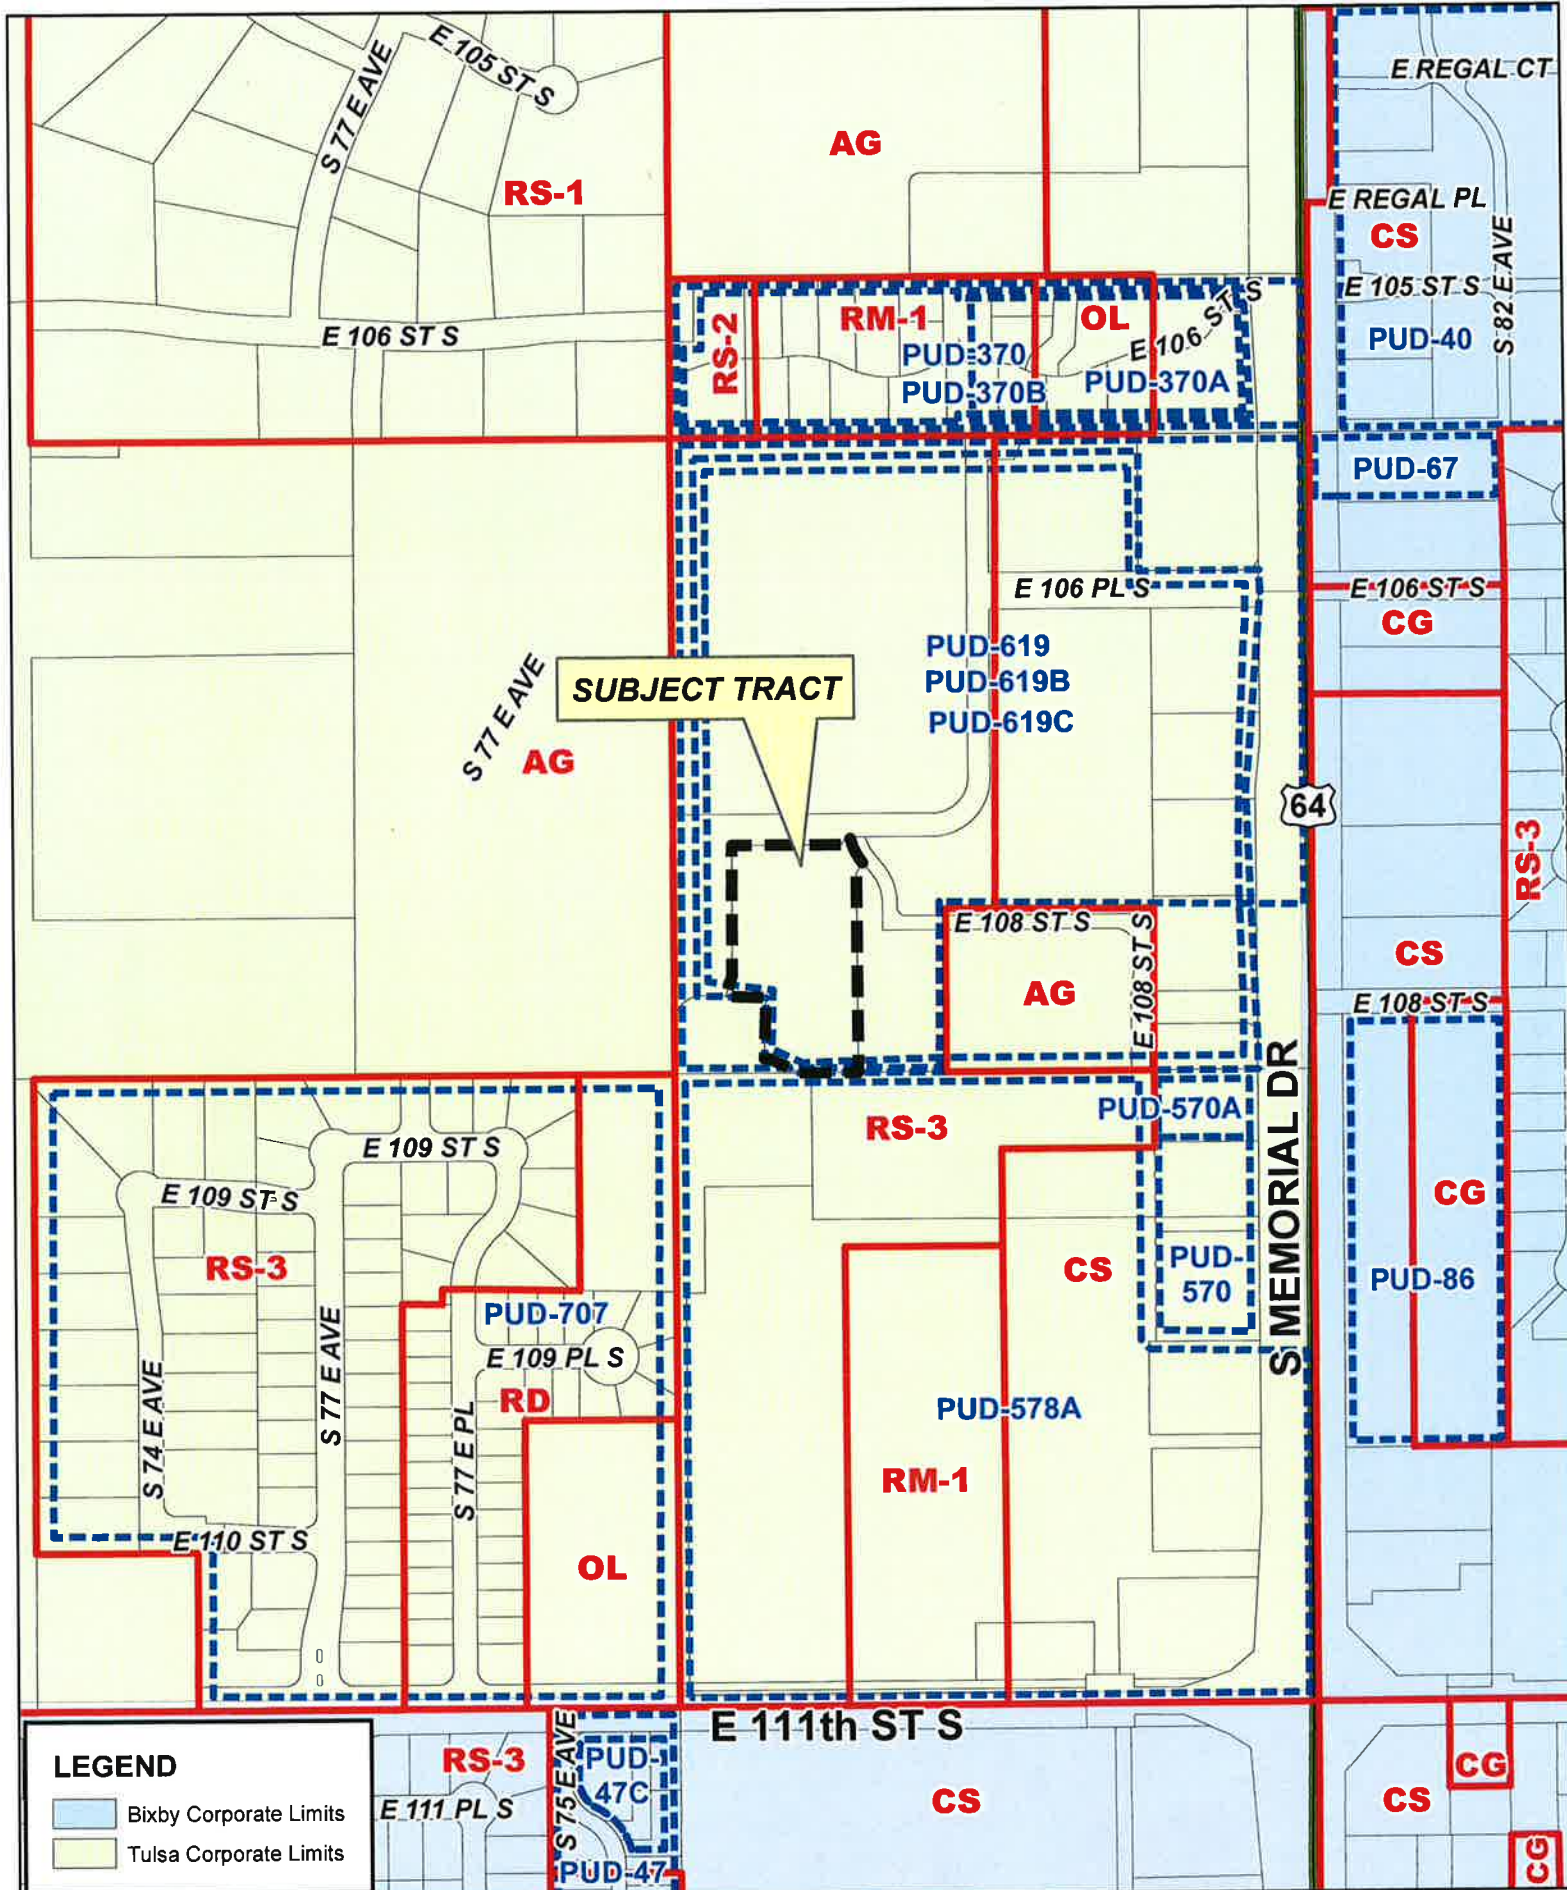 E 105 ST S
S 77 E AVE
RS-1
AG
E REGAL CT
E REGAL PL
CS
S 82 E AVE
E 105 ST S
PUD-40
E 106 ST S
RS-2
RM-1
OL
E 106 ST S
PUD-370
PUD-370B
PUD-370A
PUD-67
E 106 PL S
E 106 ST S
CG
PUD-619
PUD-619B
PUD-619C
SUBJECT TRACT
S 77 E AVE
AG
64
RS-3
E 108 ST S
AG
E 108 ST S
CS
E 108 ST S
S MEMORIAL DR
RS-3
PUD-570A
E 109 ST S
E 109 ST S
RS-3
CS
PUD-
570
CG
PUD-86
PUD-707
E 109 PL S
RD
S 74 E AVE
S 77 E AVE
S 77 E PL
PUD-578A
RM-1
E 110 ST S
OL
E 111th ST S
LEGEND
Bixby Corporate Limits
Tulsa Corporate Limits
RS-3
E 111 PL S
S 75 E AVE
PUD-
47C
PUD-47
CS
CS
CG
CG